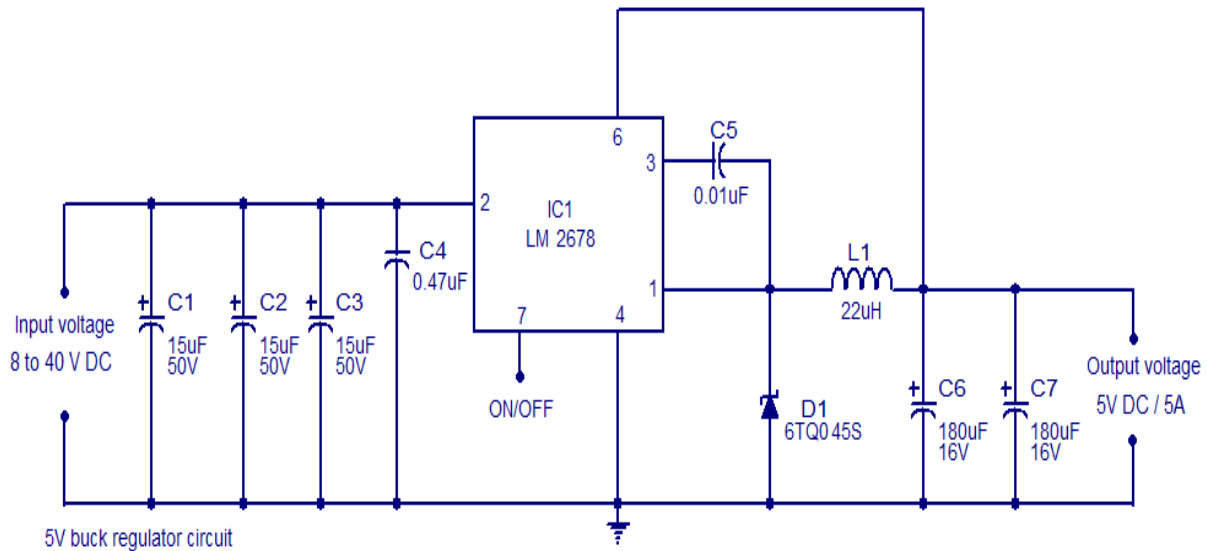 6
C5
3
0.01uF
2
IC1
LM 2678
C4
0.47uF
L1
1
22uH
Input voltage
8 to 40 V DC
C1
15uF
50V
C2
15uF
50V
C3
15uF
50V
7
4
ON/OFF
D1
6TQ0 45S
C6
180uF
16V
C7
180uF
16V
Output voltage
5V DC / 5A
5V buck regulator circuit